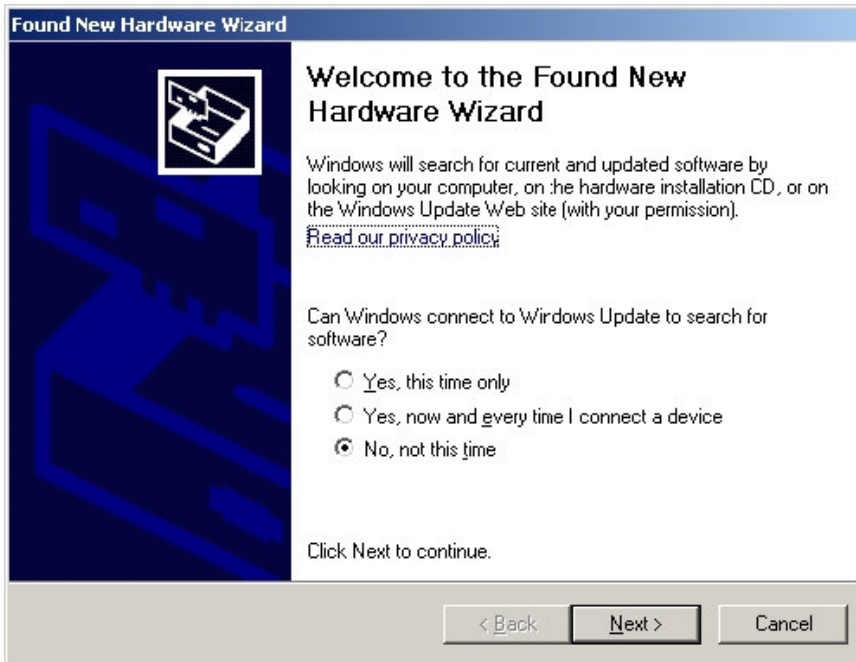 Found New Hardware Wizard
Welcome to the Found New
Hardware Wizard
Windows will search for current and updated software by
looking on your computer, on the hardware installation CD, or on
the Windows Update Web site (with your permission).
Read our privacy policy
Can Windows connect to Windows Update to search for
software?
Yes, this time only
Yes, now and every time I connect a device
No, not this time
Click Next to continue.
< Back
Next >
Cancel